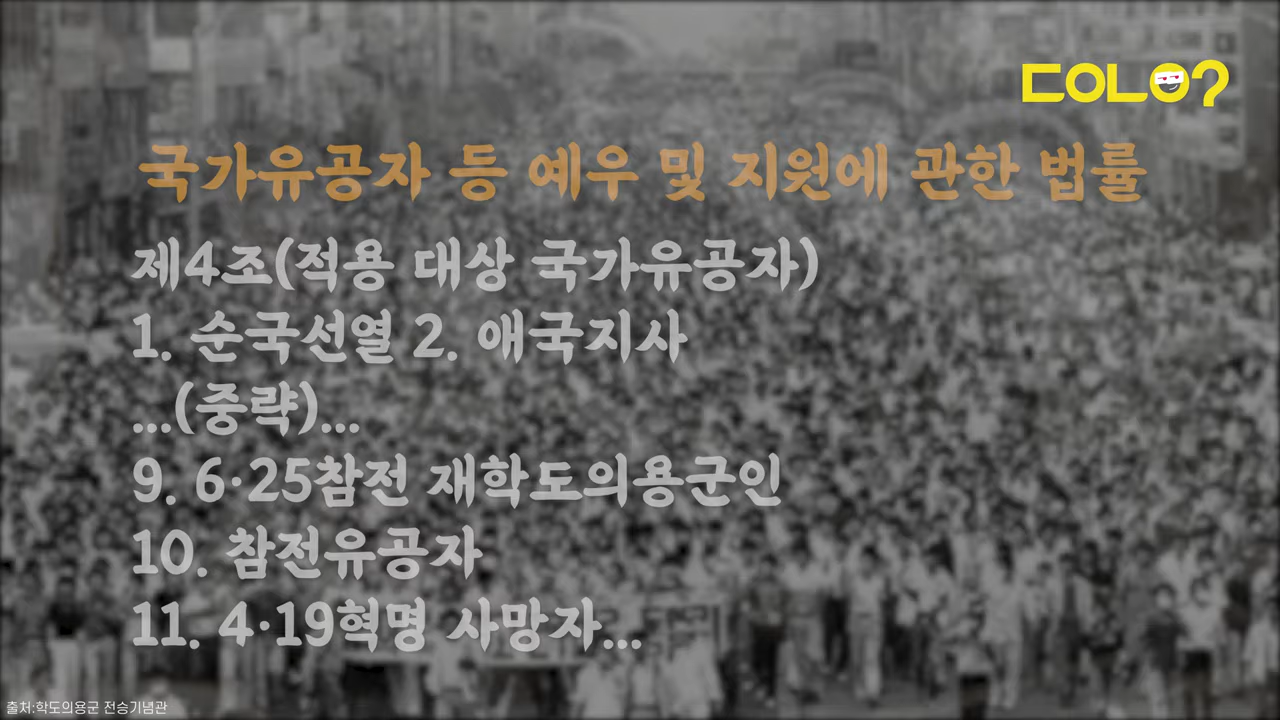 COLO?
국가유공자 등 예우 및 지원에 관한 법률
제4조(적용 대상 국가유공자)
1. 순국선열 2. 애국지사
...(중략)...
9. 6·25참전 재학도의용군인
10. 참전유공자
11. 4·19혁명 사망자...
출처:학도의용군 전승기념관